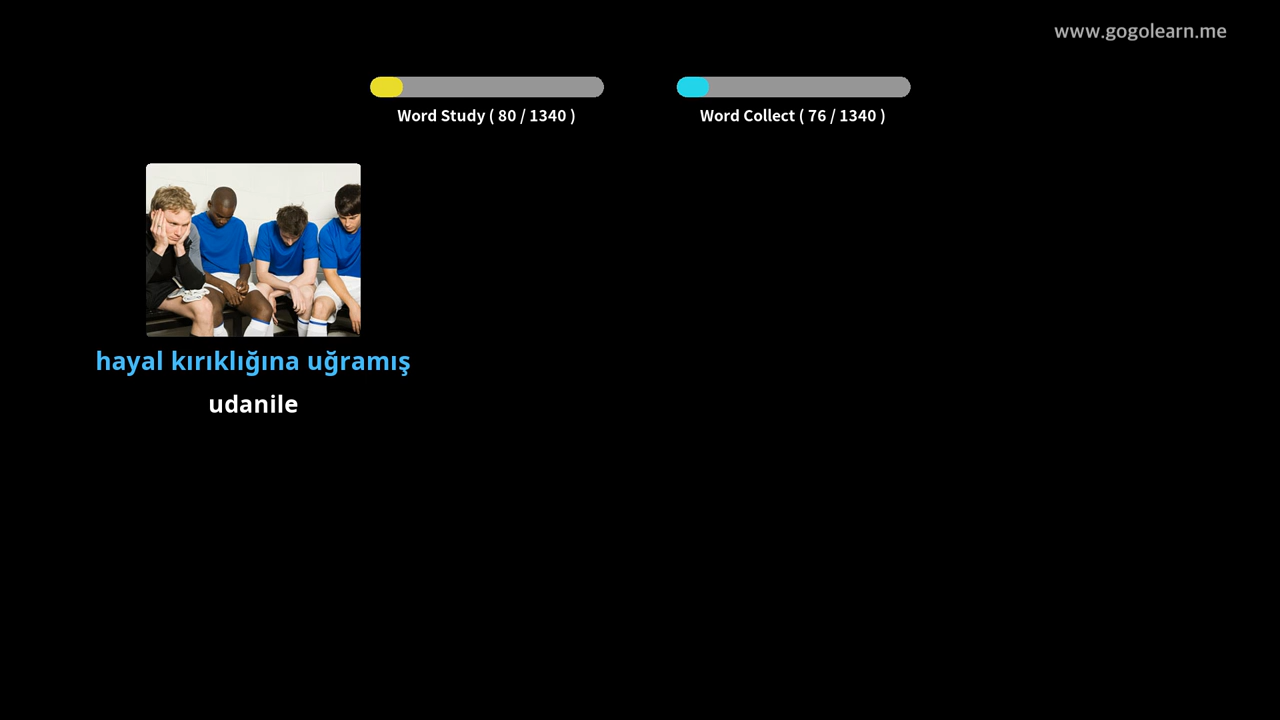 www.gogolearn.me
Word Study ( 80 / 1340 )
Word Collect ( 76 / 1340 )
hayal kırıklığına uğramış
udanile